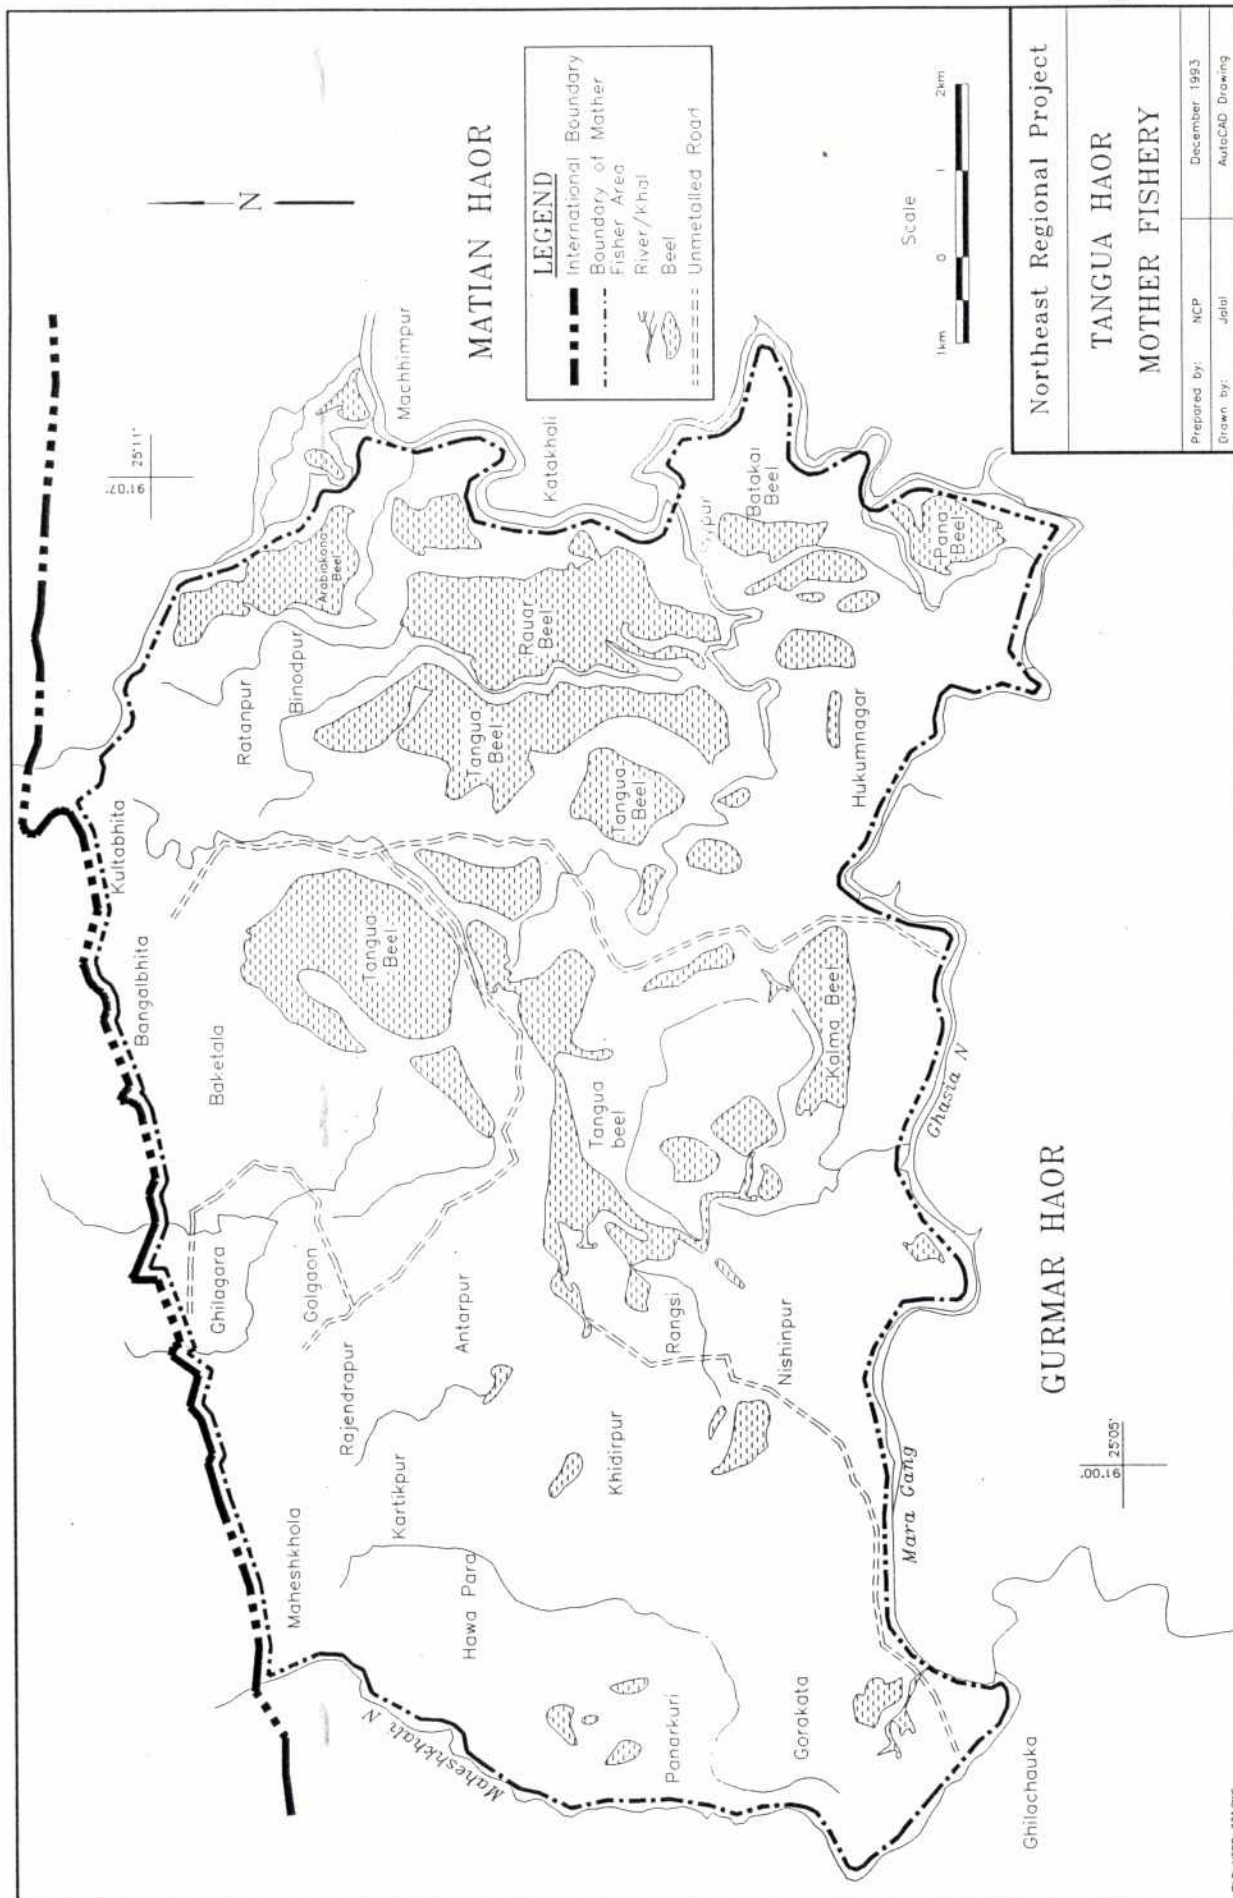 Kultabhita
Bangalbhita
Baketala
Ghilagara
Golgaon
Maheshkhola
Rajendrapur
Kartikpur
Antarpur
Hawa Para
Khidirpur
Maheshkhali N
Panarkuri
Gorakata
Ghilachauka
Rangsi
Nishinpur
Mara Gang
Ghasia N
GURMAR HAOR
25°05'
91°00'
Tangua
Beel
Tangua
beel
Kalma Beel
Ratanpur
Binodpur
Arabiakona
Beel
Rauar
Beel
Tangua
Beel
Tangua
Beel
Hukumnagar
Batakai
Beel
Pana
Beel
Katakhali
Machhimpur
25°11'
91°07'
N
MATIAN HAOR
LEGEND
International Boundary
Boundary of Mather
Fisher Area
River/Khal
Beel
Unmetalled Road
Scale
1km 0 1 2km
Northeast Regional Project
TANGUA HAOR
MOTHER FISHERY
Prepared by: NCP December 1993
Drawn by: Jalal AutoCAD Drawing